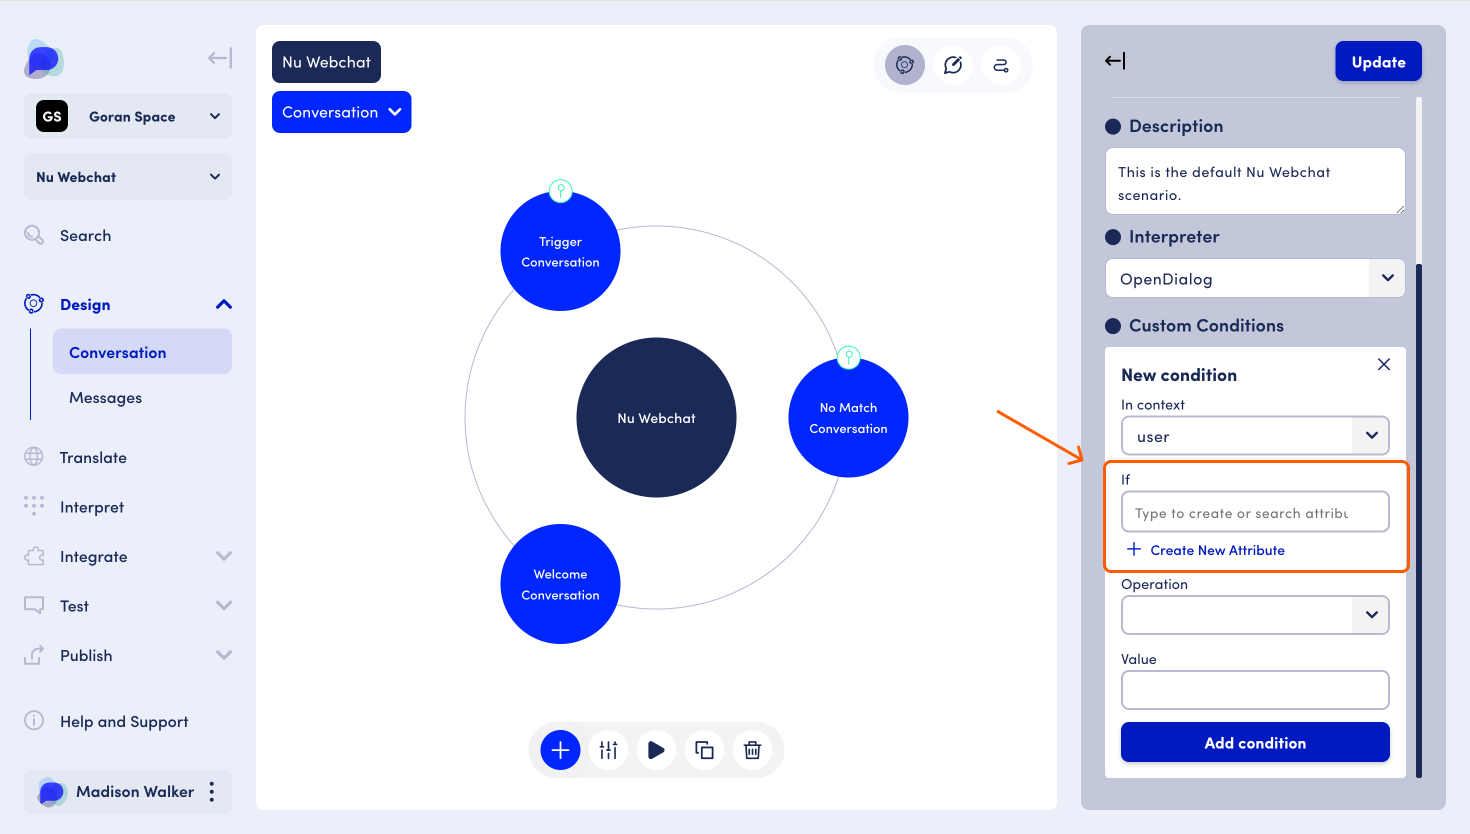 GS
Goran Space
Nu Webchat
Search
Design
Conversation
Messages
Translate
Interpret
Integrate
Test
Publish
Help and Support
Madison Walker
Nu Webchat
Conversation
Trigger
Conversation
Nu Webchat
No Match
Conversation
Welcome
Conversation
Update
Description
This is the default Nu Webchat
scenario.
Interpreter
OpenDialog
Custom Conditions
New condition
In context
user
If
Type to create or search attribu
Create New Attribute
Operation
Value
Add condition